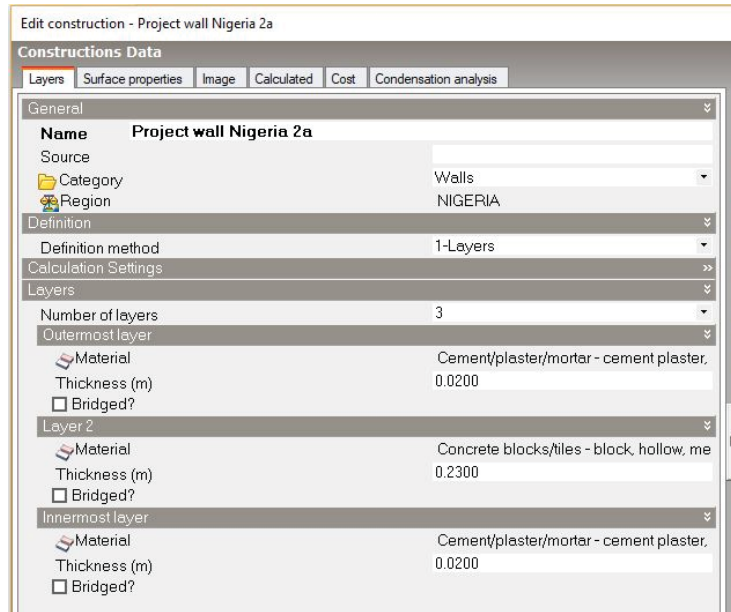 Edit construction - Project wall Nigeria 2a
Constructions Data
Layers Surface properties Image Calculated Cost Condensation analysis
General
Name Project wall Nigeria 2a
Source
Category Walls
Region NIGERIA
Definition
Definition method 1-Layers
Calculation Settings
Layers
Number of layers 3
Outermost layer
Material Cement/plaster/mortar - cement plaster,
Thickness (m) 0.0200
Bridged?
Layer 2
Material Concrete blocks/tiles - block, hollow, me
Thickness (m) 0.2300
Bridged?
Innermost layer
Material Cement/plaster/mortar - cement plaster,
Thickness (m) 0.0200
Bridged?